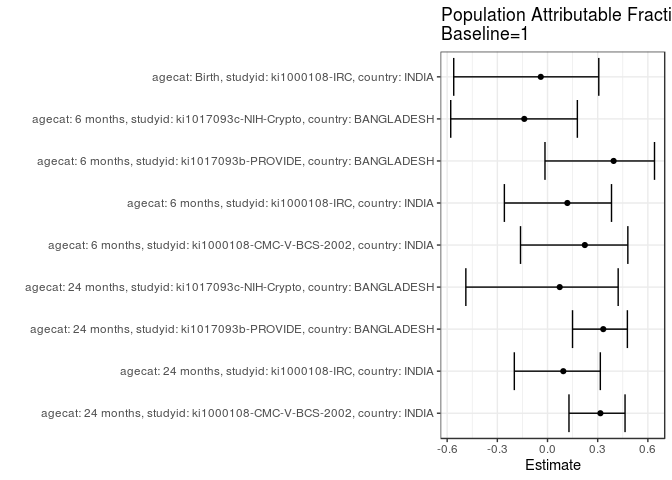 Population Attributable Fracti
Baseline=1
agecat: Birth, studyid: ki1000108-IRC, country: INDIA
agecat: 6 months, studyid: ki1017093c-NIH-Crypto, country: BANGLADESH
agecat: 6 months, studyid: ki1017093b-PROVIDE, country: BANGLADESH
agecat: 6 months, studyid: ki1000108-IRC, country: INDIA
agecat: 6 months, studyid: ki1000108-CMC-V-BCS-2002, country: INDIA
agecat: 24 months, studyid: ki1017093c-NIH-Crypto, country: BANGLADESH
agecat: 24 months, studyid: ki1017093b-PROVIDE, country: BANGLADESH
agecat: 24 months, studyid: ki1000108-IRC, country: INDIA
agecat: 24 months, studyid: ki1000108-CMC-V-BCS-2002, country: INDIA
-0.6 -0.3 0.0 0.3 0.6
Estimate